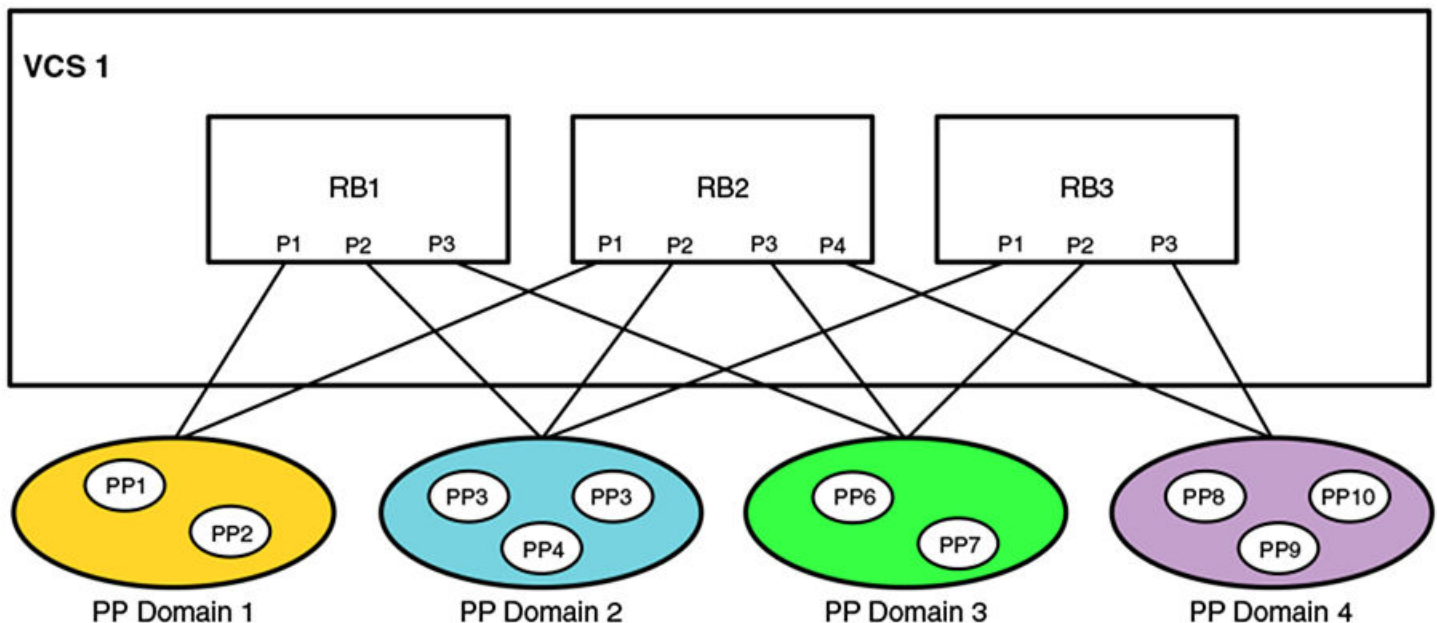 VCS 1
RB1
RB2
RB3
P1 P2 P3
P1 P2 P3 P4
P1 P2 P3
PP1
PP2
PP3 PP3
PP4
PP6
PP7
PP8 PP10
PP9
PP Domain 1
PP Domain 2
PP Domain 3
PP Domain 4